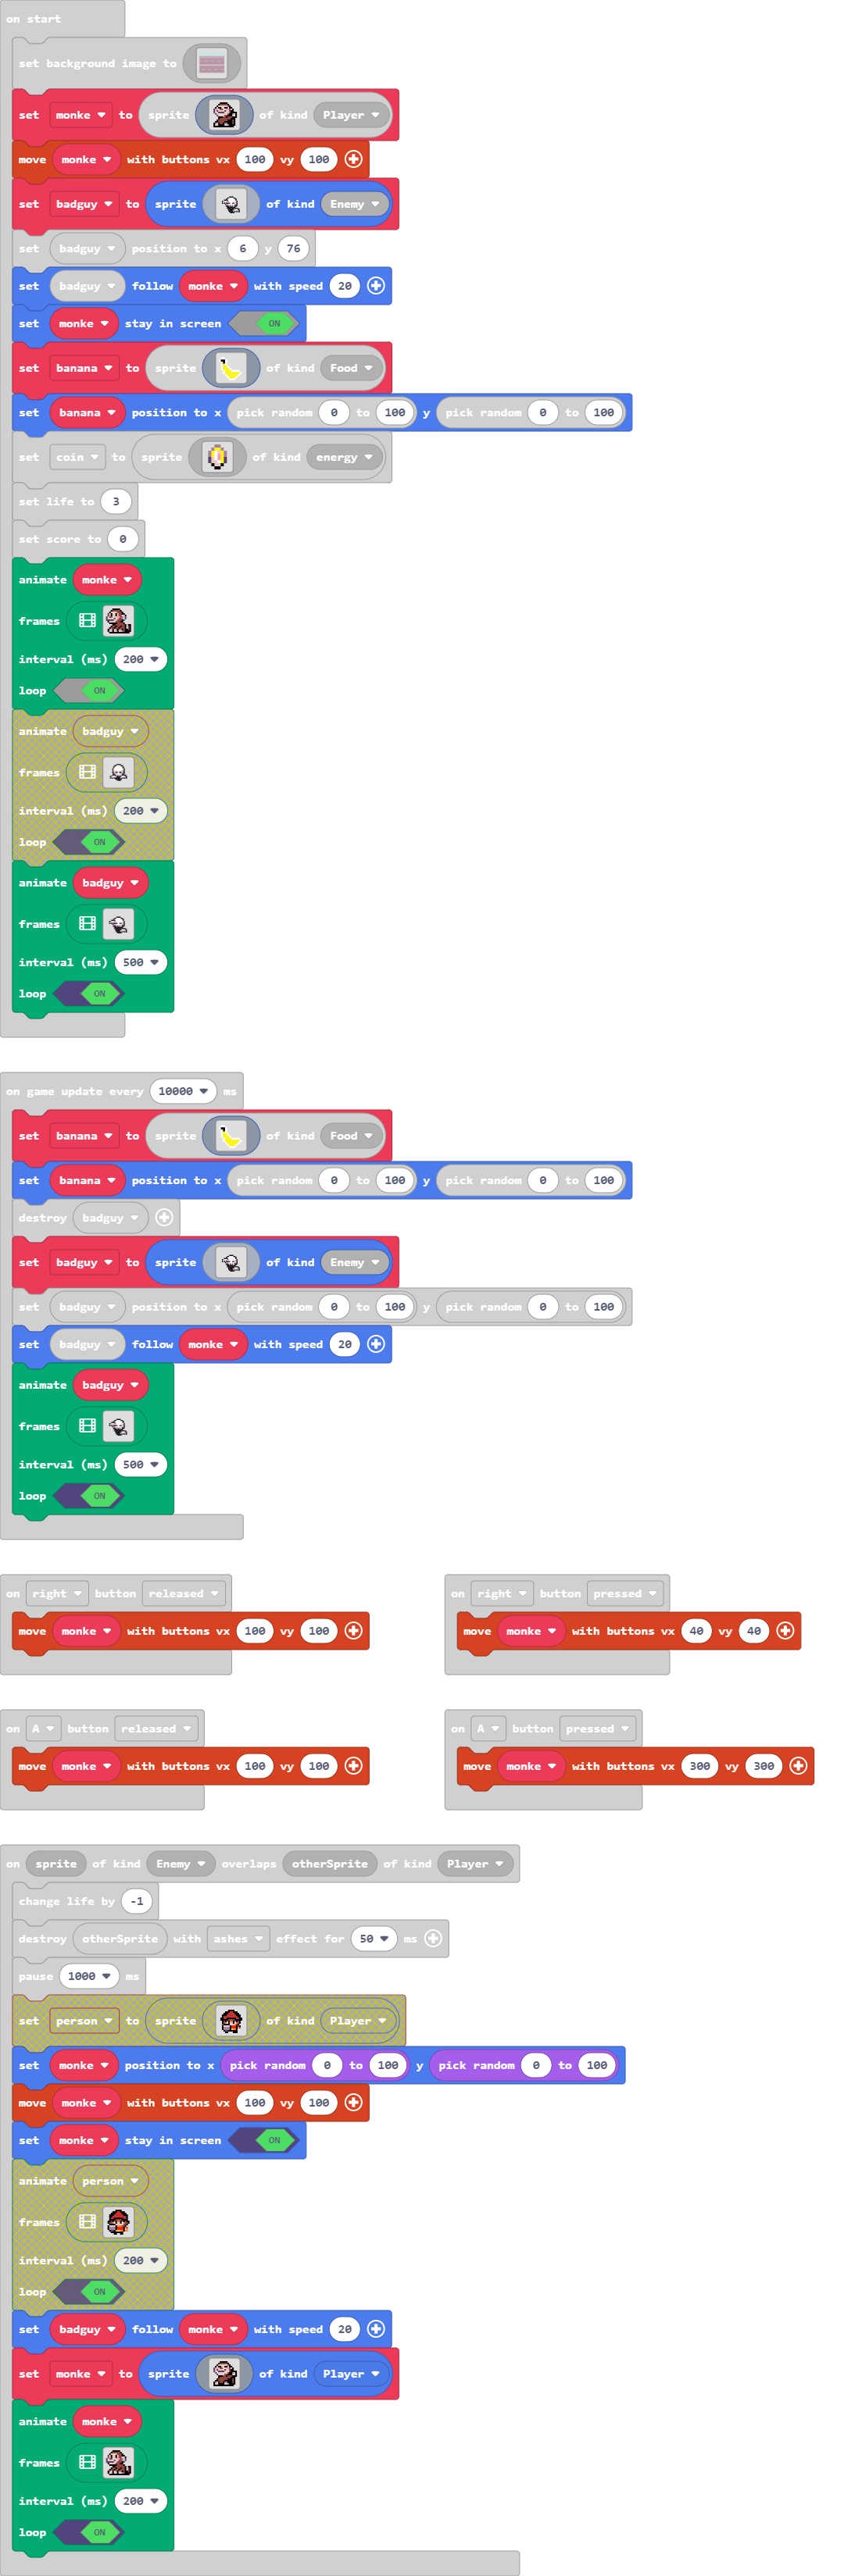 on start
set background image to
set monke to sprite of kind Player
move monke with buttons vx 100 vy 100
set badguy to sprite of kind Enemy
set badguy position to x 6 y 76
set badguy follow monke with speed 20
set monke stay in screen ON
set banana to sprite of kind Food
set banana position to x pick random 0 to 100 y pick random 0 to 100
set coin to sprite of kind energy
set life to 3
set score to 0
animate monke
frames
interval (ms) 200
loop ON
animate badguy
frames
interval (ms) 200
loop ON
animate badguy
frames
interval (ms) 500
loop ON
on game update every 10000 ms
set banana to sprite of kind Food
set banana position to x pick random 0 to 100 y pick random 0 to 100
destroy badguy
set badguy to sprite of kind Enemy
set badguy position to x pick random 0 to 100 y pick random 0 to 100
set badguy follow monke with speed 20
animate badguy
frames
interval (ms) 500
loop ON
on right button released
move monke with buttons vx 100 vy 100
on right button pressed
move monke with buttons vx 40 vy 40
on A button released
move monke with buttons vx 100 vy 100
on A button pressed
move monke with buttons vx 300 vy 300
on sprite of kind Enemy overlaps otherSprite of kind Player
change life by -1
destroy otherSprite with ashes effect for 50 ms
pause 1000 ms
set person to sprite of kind Player
set monke position to x pick random 0 to 100 y pick random 0 to 100
move monke with buttons vx 100 vy 100
set monke stay in screen ON
animate person
frames
interval (ms) 200
loop ON
set badguy follow monke with speed 20
set monke to sprite of kind Player
animate monke
frames
interval (ms) 200
loop ON